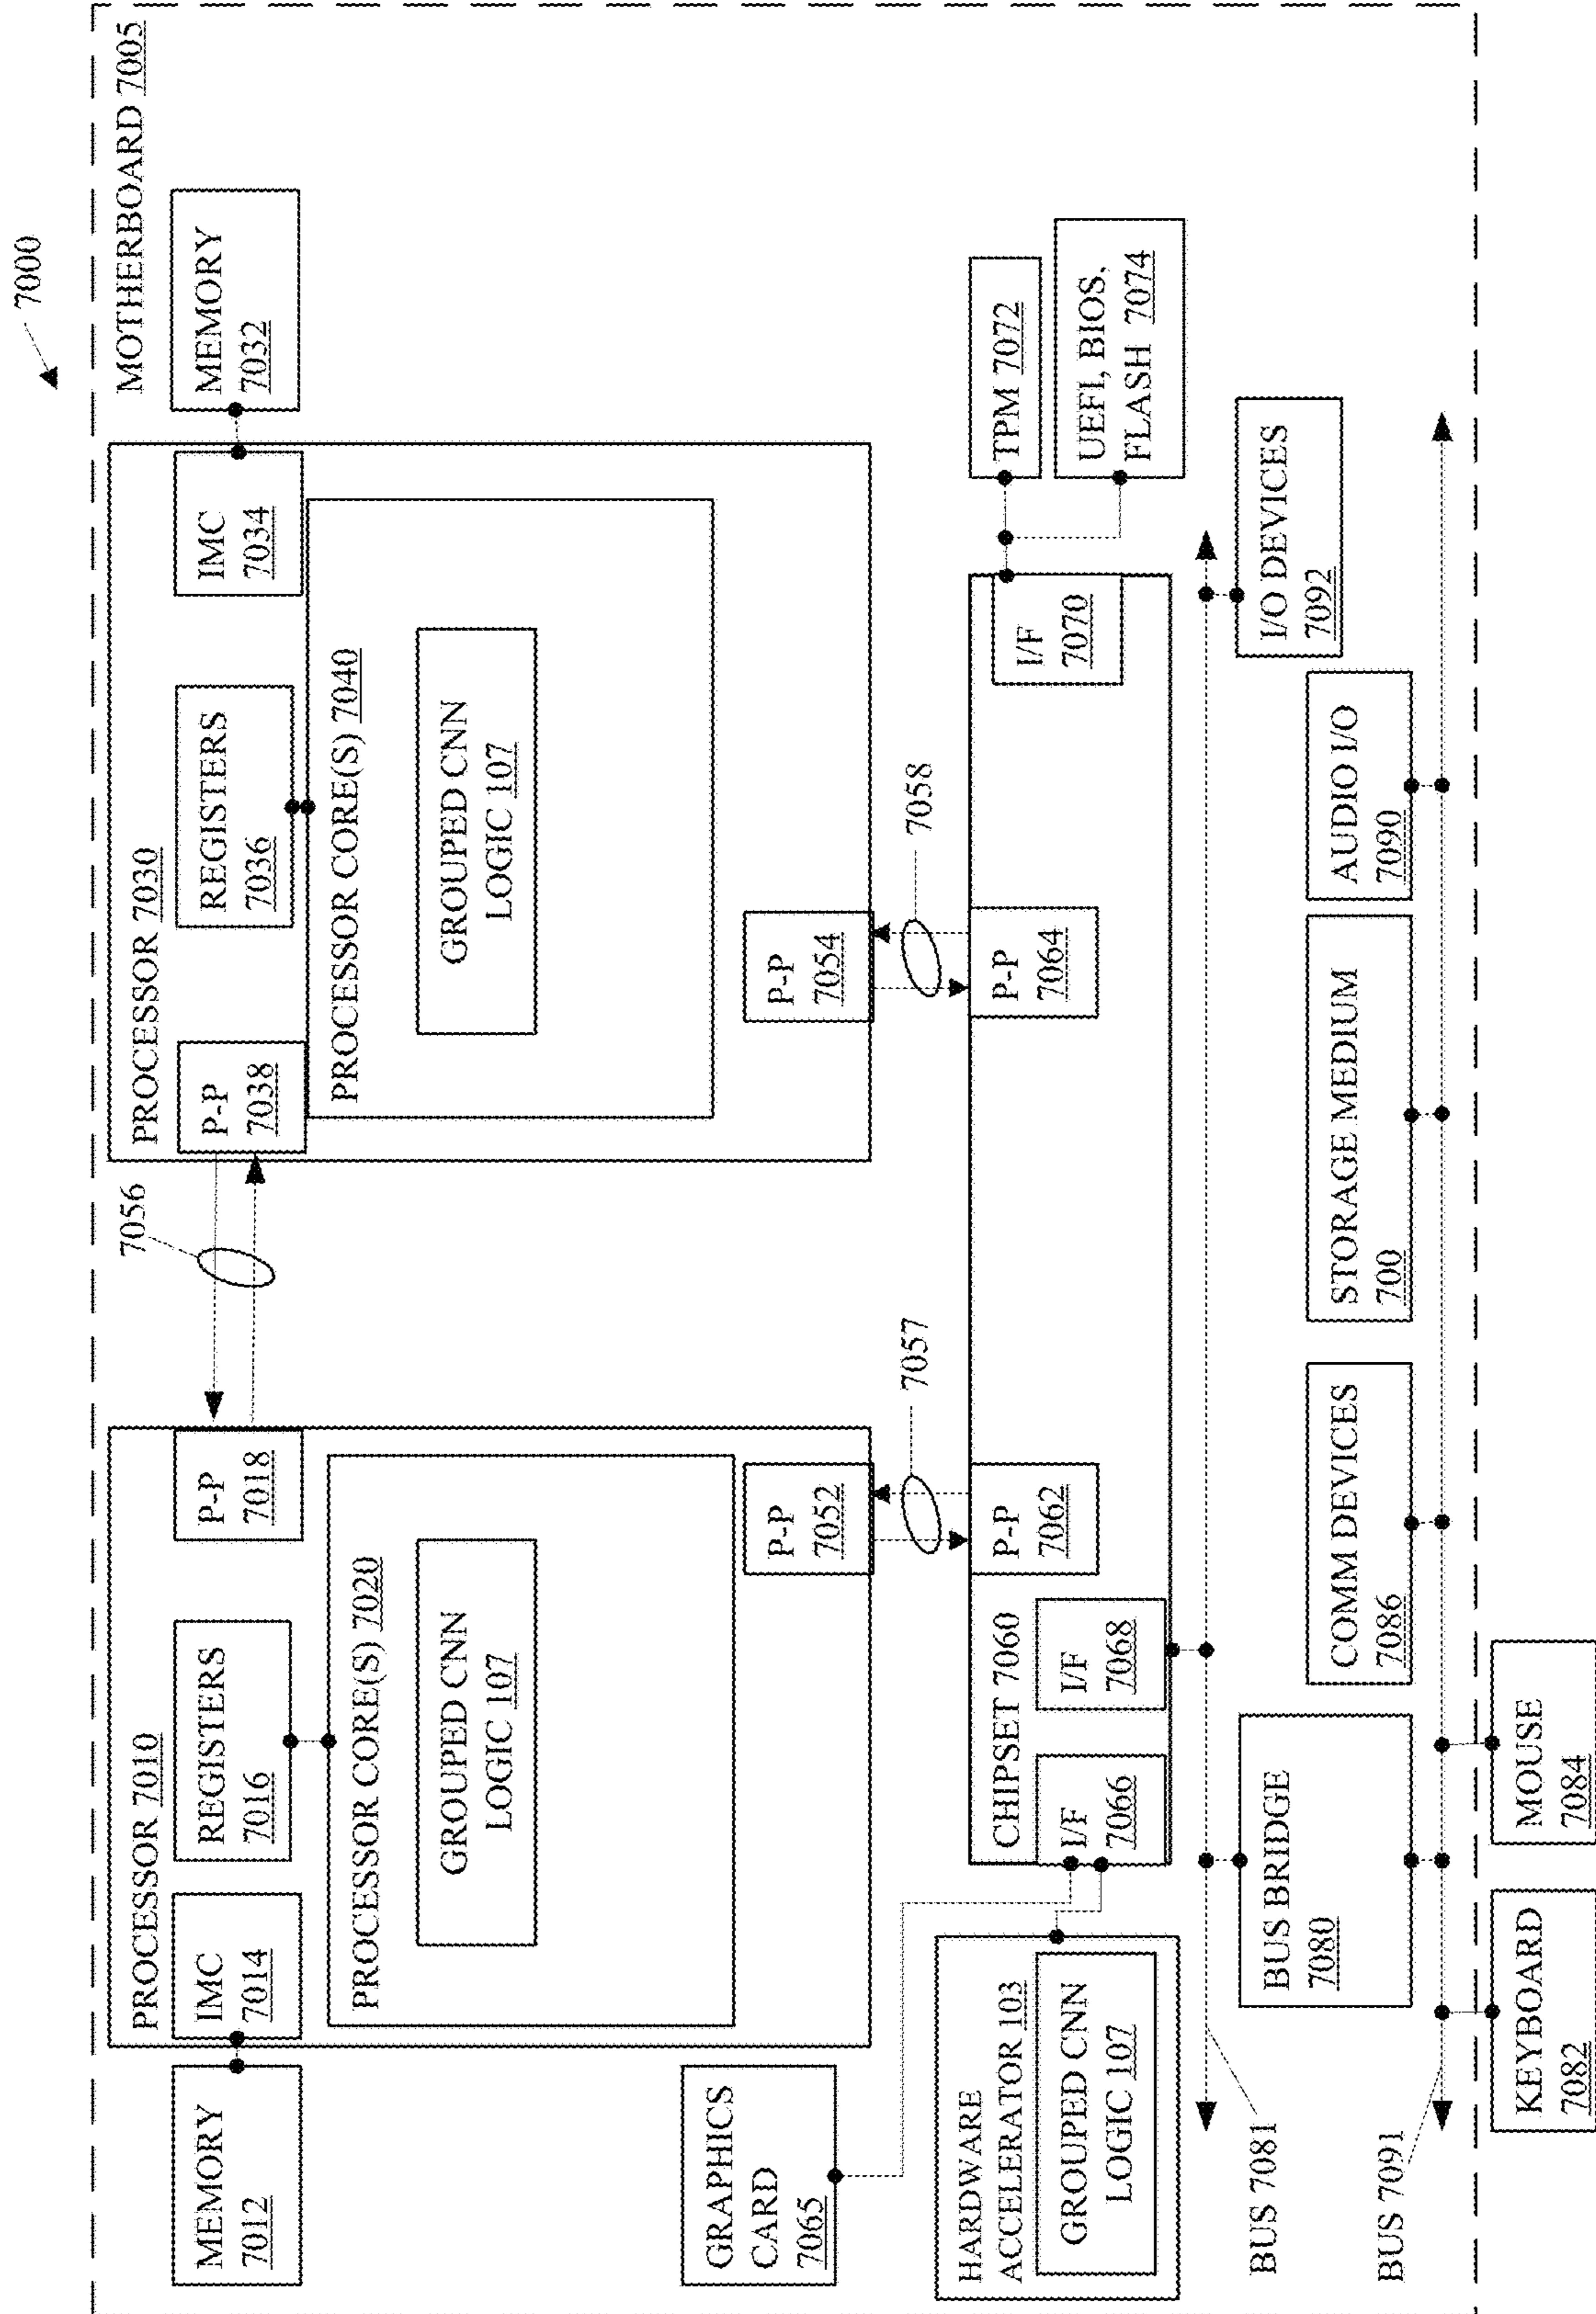 7000
MOTHERBOARD 7005
MEMORY
7012
PROCESSOR 7010
IMC
7014
REGISTERS
7016
P-P
7018
PROCESSOR CORE(S) 7020
GROUPED CNN
LOGIC 107
P-P
7052
7056
PROCESSOR 7030
P-P
7038
REGISTERS
7036
IMC
7034
PROCESSOR CORE(S) 7040
GROUPED CNN
LOGIC 107
P-P
7054
MEMORY
7032
GRAPHICS
CARD
7065
7057
7058
HARDWARE
ACCELERATOR 103
GROUPED CNN
LOGIC 107
CHIPSET 7060
I/F
7066
I/F
7068
P-P
7062
P-P
7064
I/F
7070
TPM 7072
UEFI, BIOS,
FLASH 7074
BUS 7081
BUS BRIDGE
7080
I/O DEVICES
7092
COMM DEVICES
7086
STORAGE MEDIUM
700
AUDIO I/O
7090
BUS 7091
KEYBOARD
7082
MOUSE
7084